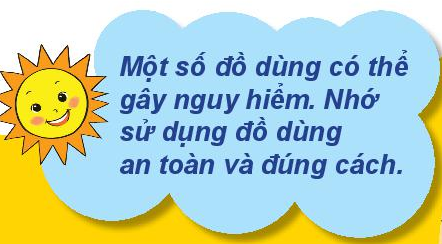 Một số đồ dùng có thể
gây nguy hiểm. Nhớ
sử dụng đồ dùng
an toàn và đúng cách.